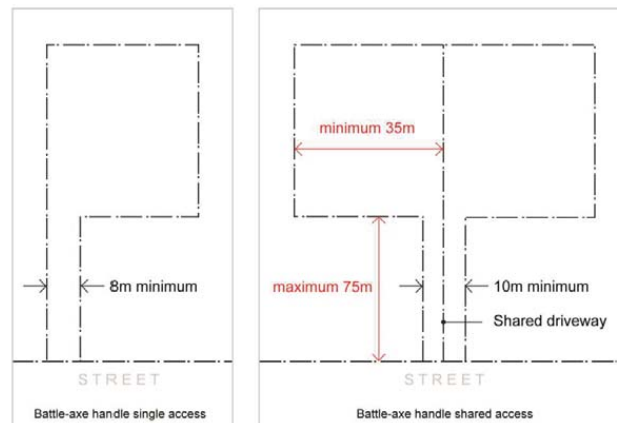 8m minimum
STREET
Battle-axe handle single access
minimum 35m
maximum 75m
10m minimum
Shared driveway
STREET
Battle-axe handle shared access